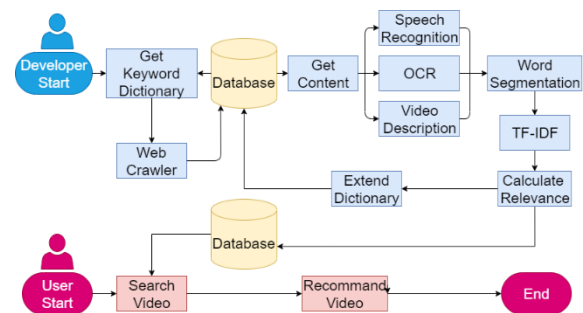 Developer
Start
Get
Keyword
Dictionary
Web
Crawler
Database
Get
Content
Speech
Recognition
OCR
Video
Description
Word
Segmentation
TF-IDF
Calculate
Relevance
Extend
Dictionary
Database
User
Start
Search
Video
Recommand
Video
End